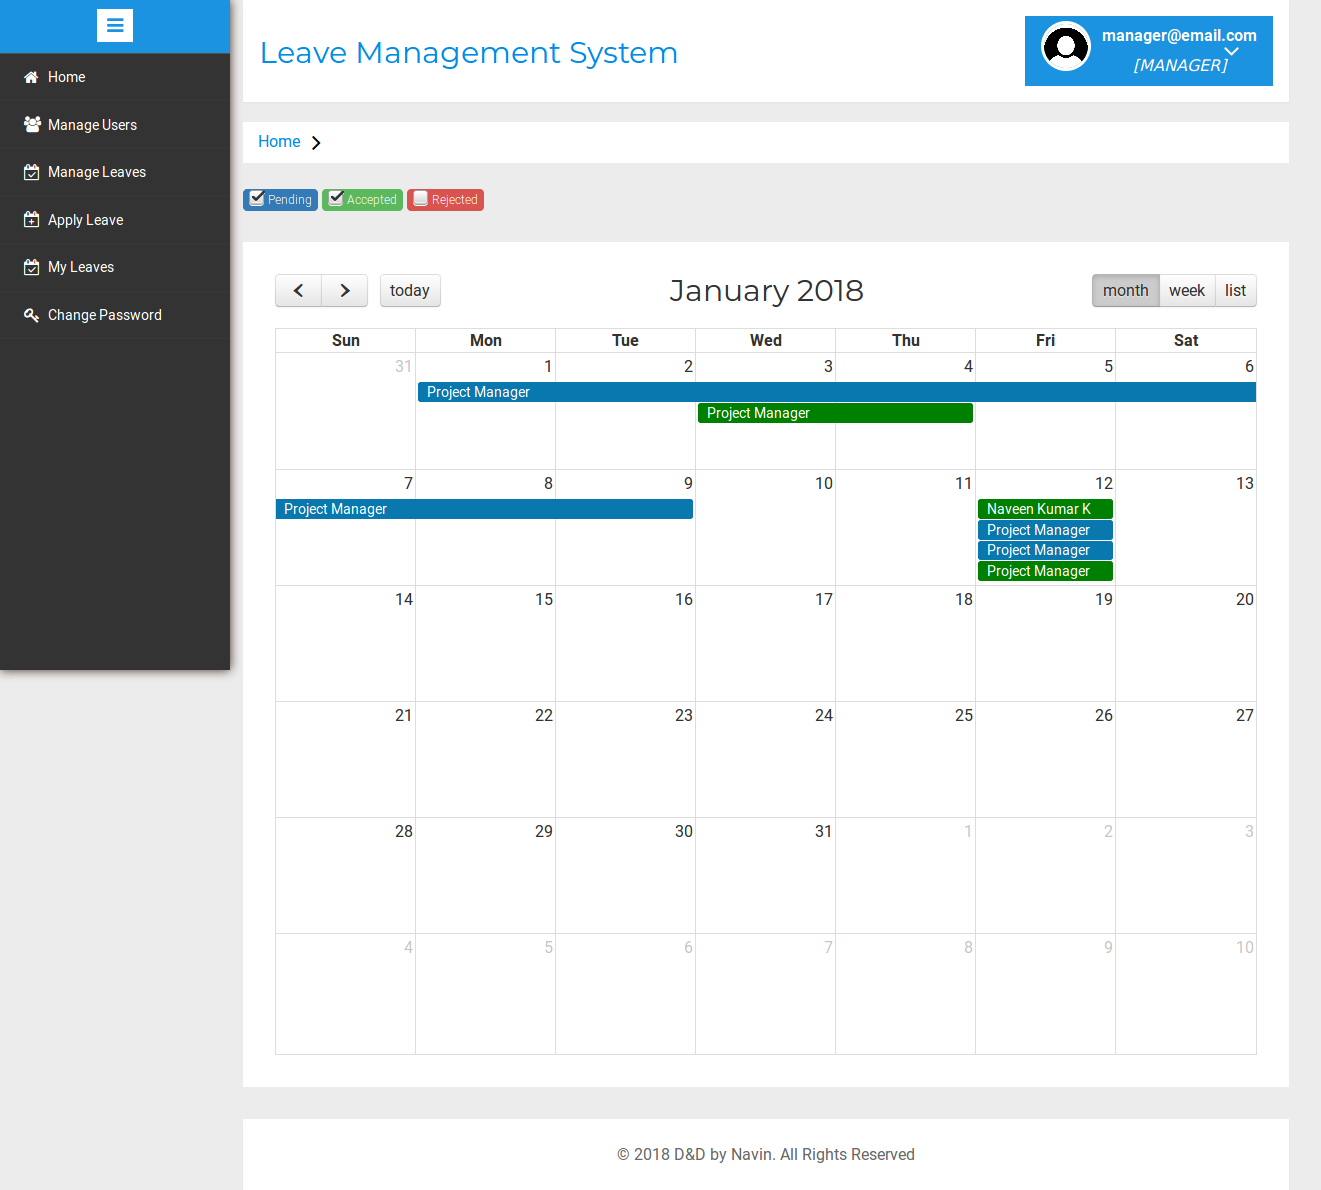 Leave Management System
manager@email.com
[MANAGER]
Home
Manage Users
Manage Leaves
Apply Leave
My Leaves
Change Password
Home
Pending Accepted Rejected
today January 2018 month week list
Sun Mon Tue Wed Thu Fri Sat
31 1 2 3 4 5 6
Project Manager
Project Manager
7 8 9 10 11 12 13
Project Manager Naveen Kumar K
Project Manager
Project Manager
Project Manager
14 15 16 17 18 19 20
21 22 23 24 25 26 27
28 29 30 31 1 2 3
4 5 6 7 8 9 10
© 2018 D&D by Navin. All Rights Reserved